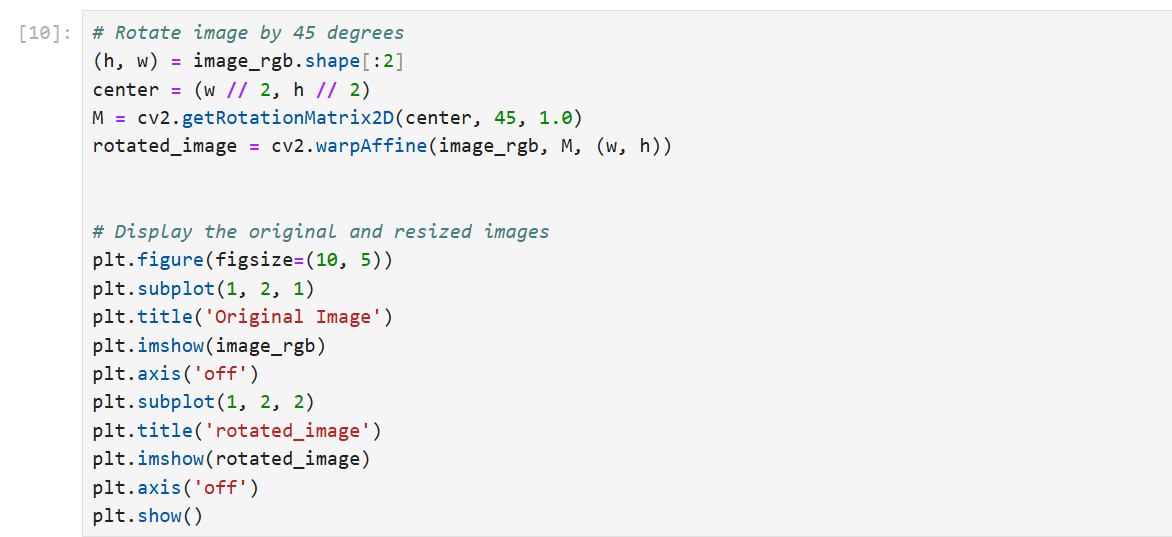 [10]: # Rotate image by 45 degrees
(h, w) = image_rgb.shape[:2]
center = (w // 2, h // 2)
M = cv2.getRotationMatrix2D(center, 45, 1.0)
rotated_image = cv2.warpAffine(image_rgb, M, (w, h))
# Display the original and resized images
plt.figure(figsize=(10, 5))
plt.subplot(1, 2, 1)
plt.title('Original Image')
plt.imshow(image_rgb)
plt.axis('off')
plt.subplot(1, 2, 2)
plt.title('rotated_image')
plt.imshow(rotated_image)
plt.axis('off')
plt.show()